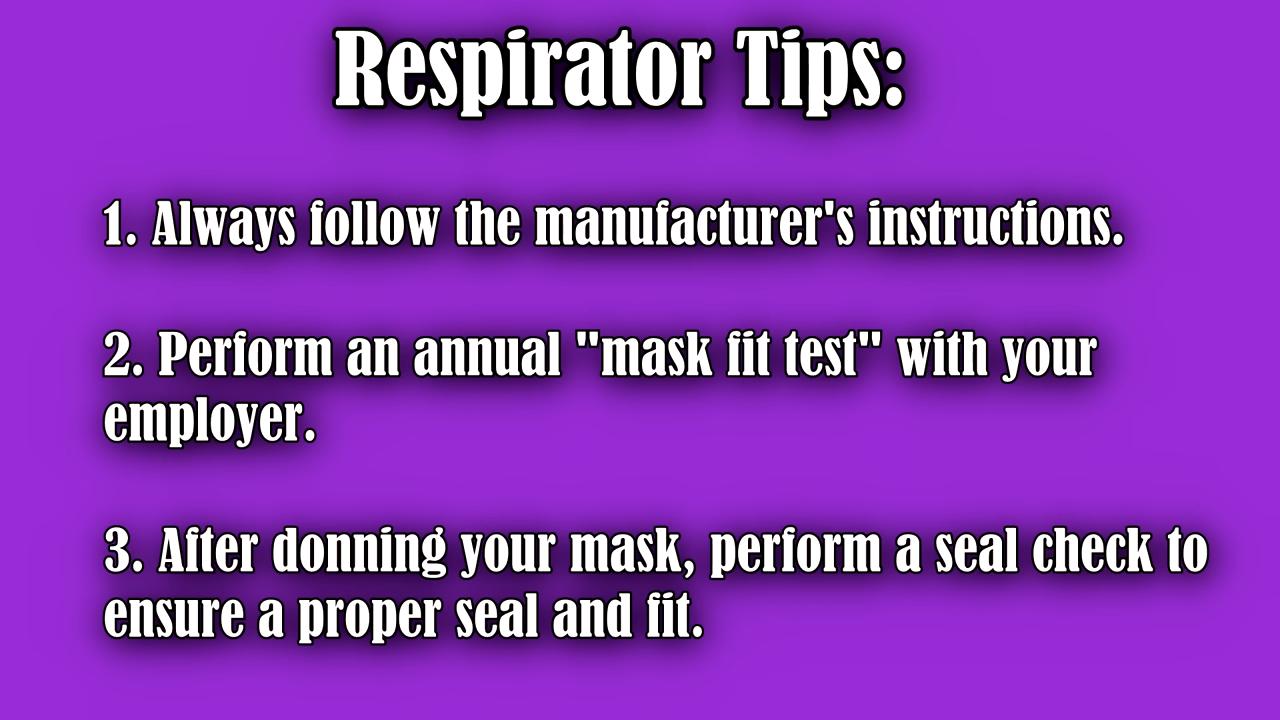 Respirator Tips:
1. Always follow the manufacturer's instructions.
2. Perform an annual "mask fit test" with your
employer.
3. After donning your mask, perform a seal check to
ensure a proper seal and fit.